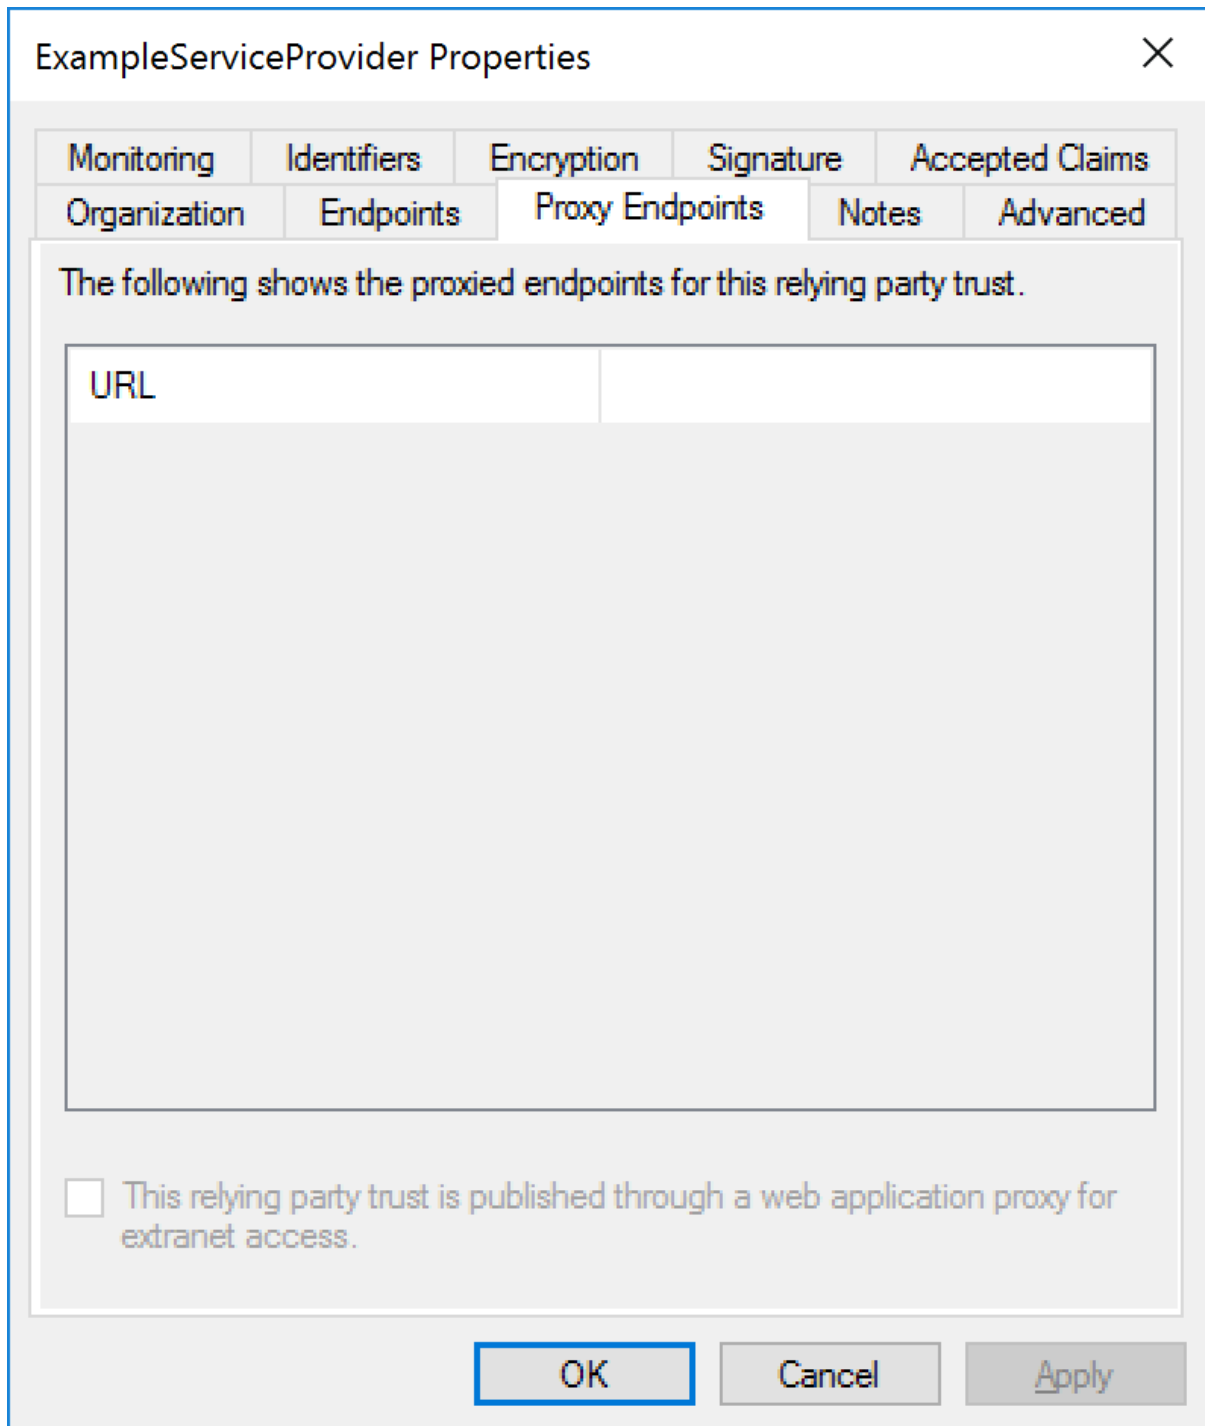 ExampleServiceProvider Properties
Monitoring Identifiers Encryption Signature Accepted Claims
Organization Endpoints Proxy Endpoints Notes Advanced
The following shows the proxied endpoints for this relying party trust.
URL
This relying party trust is published through a web application proxy for
extranet access.
OK Cancel Apply